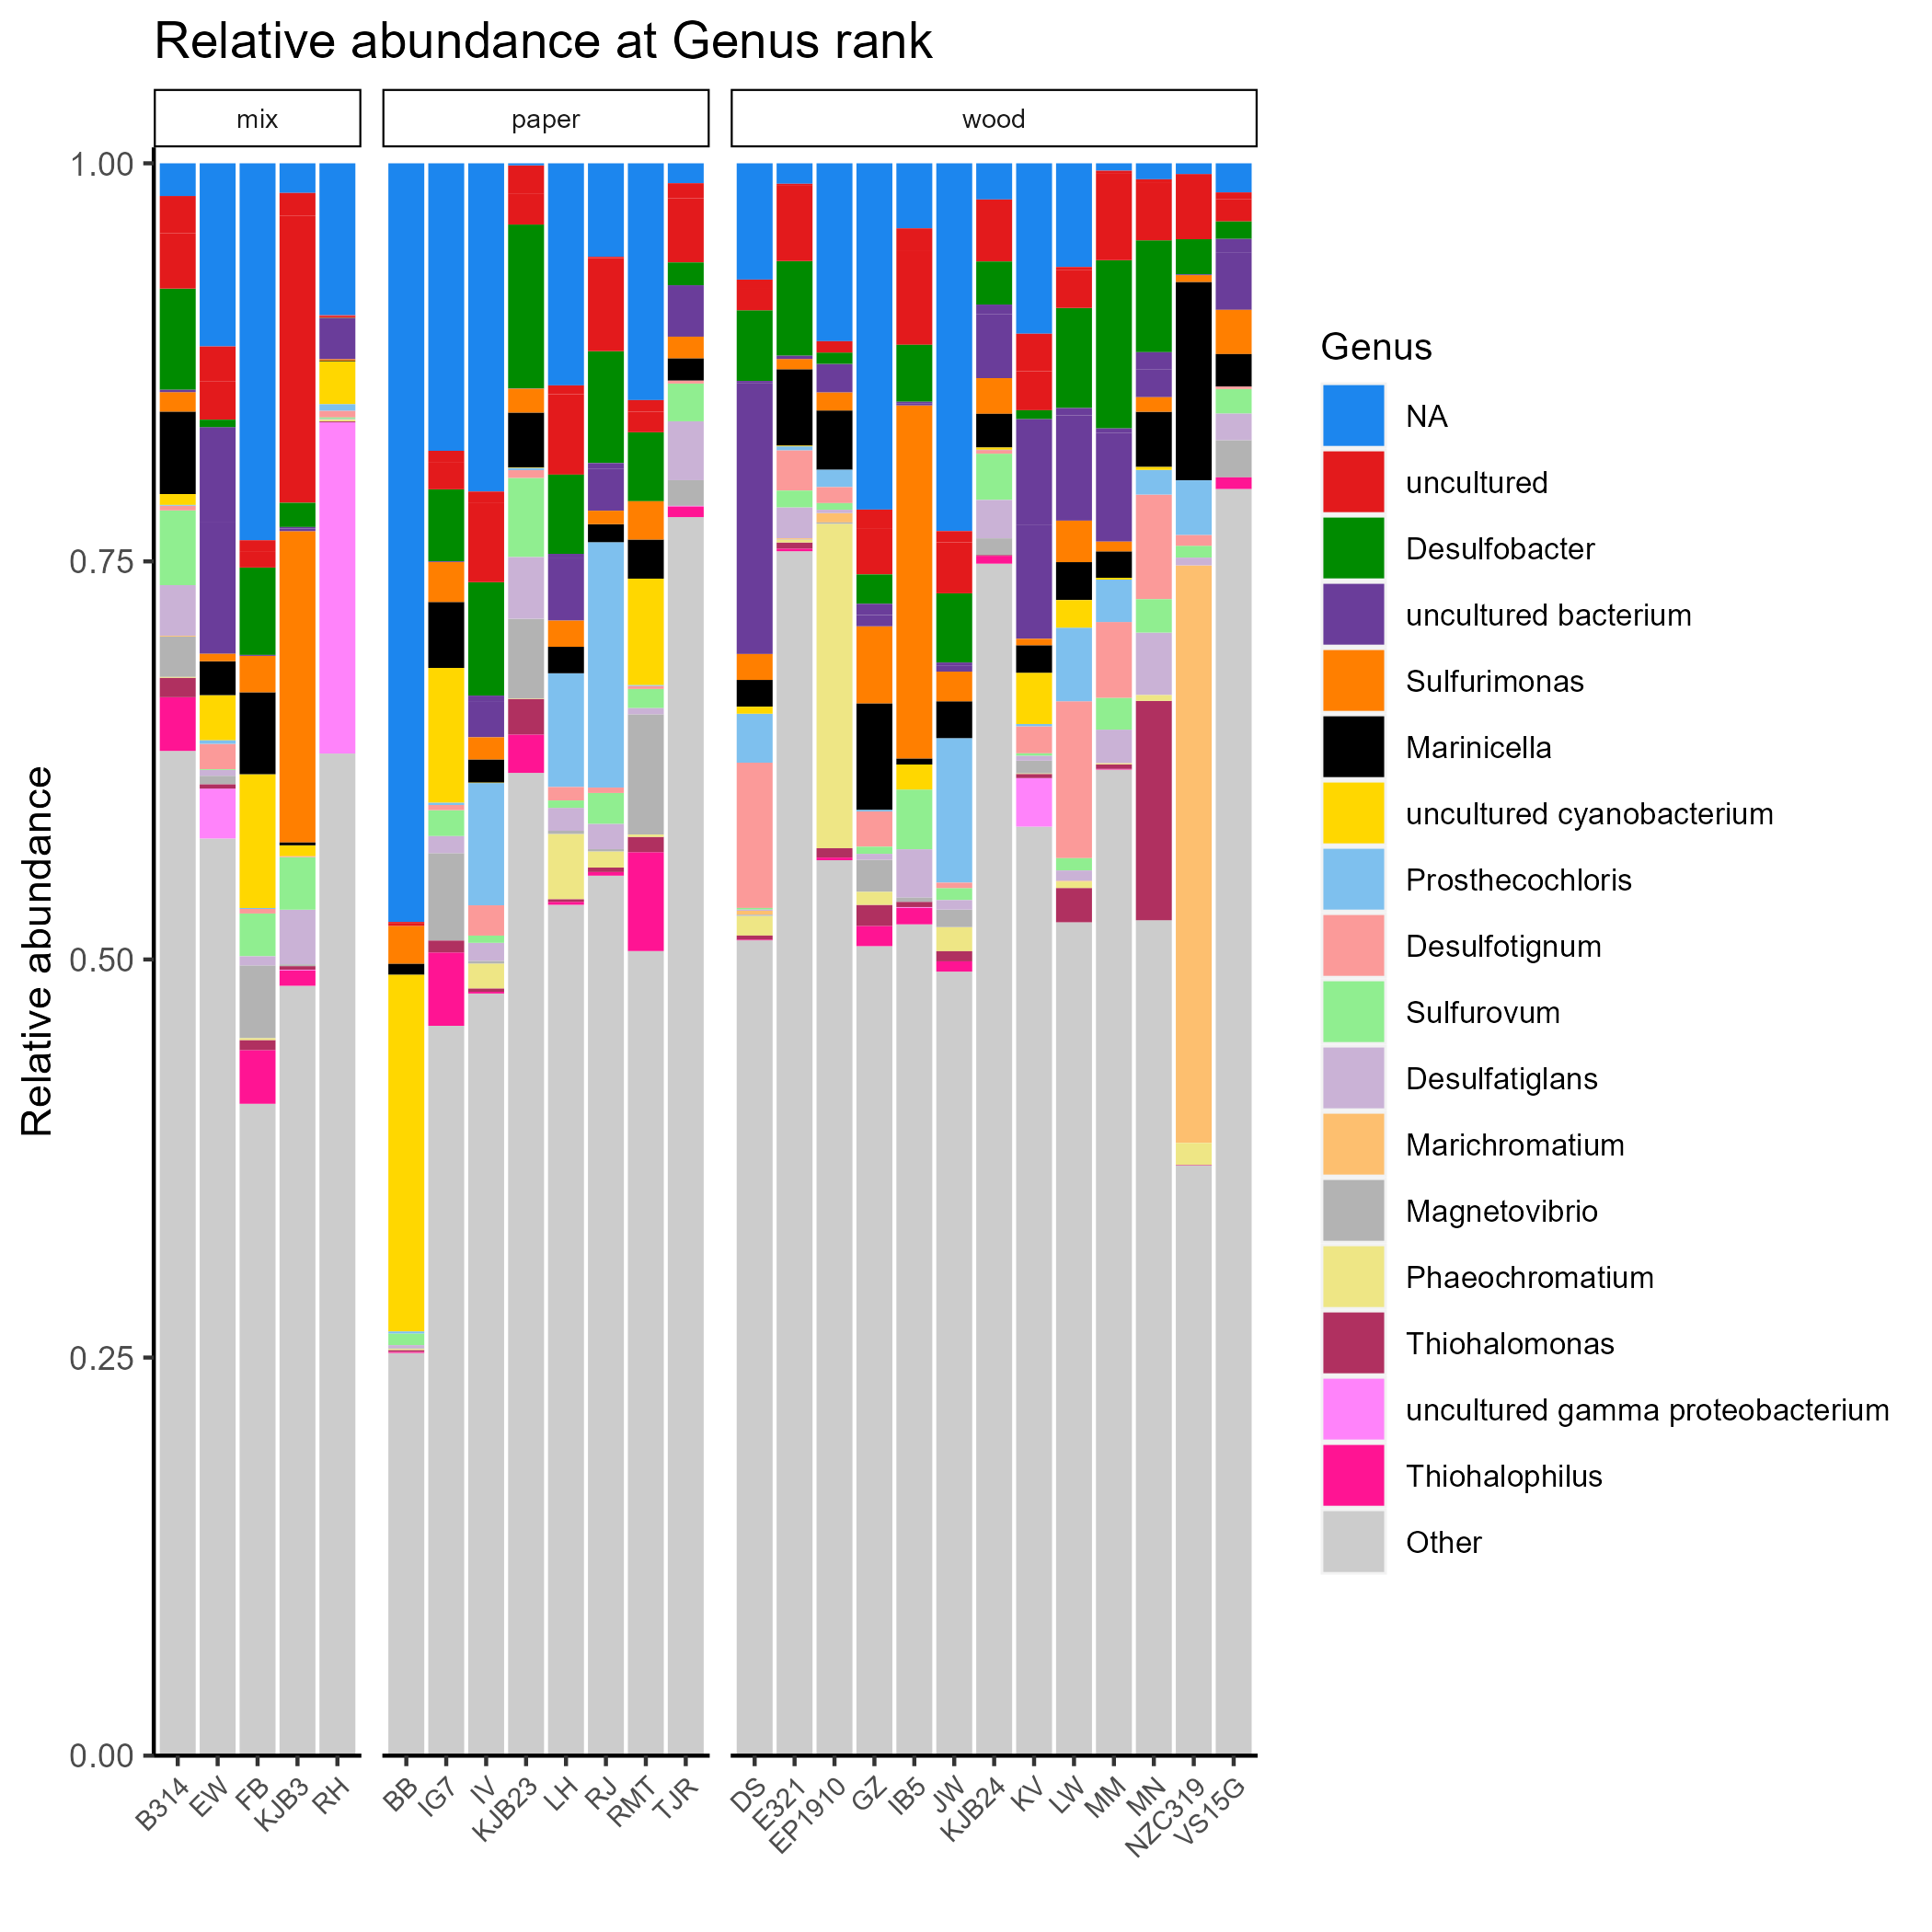 Relative abundance at Genus rank
mix
paper
wood
1.00
0.75
0.50
0.25
0.00
Relative abundance
B314
EW
FB
KJB3
RH
BB
IG7
IV
KJB23
LH
RJ
RMT
TJR
DS
E321
EP1910
GZ
IB5
JW
KJB24
KV
LW
MM
MN
NZC319
VS15G
Genus
NA
uncultured
Desulfobacter
uncultured bacterium
Sulfurimonas
Marinicella
uncultured cyanobacterium
Prosthecochloris
Desulfotignum
Sulfurovum
Desulfatiglans
Marichromatium
Magnetovibrio
Phaeochromatium
Thiohalomonas
uncultured gamma proteobacterium
Thiohalophilus
Other